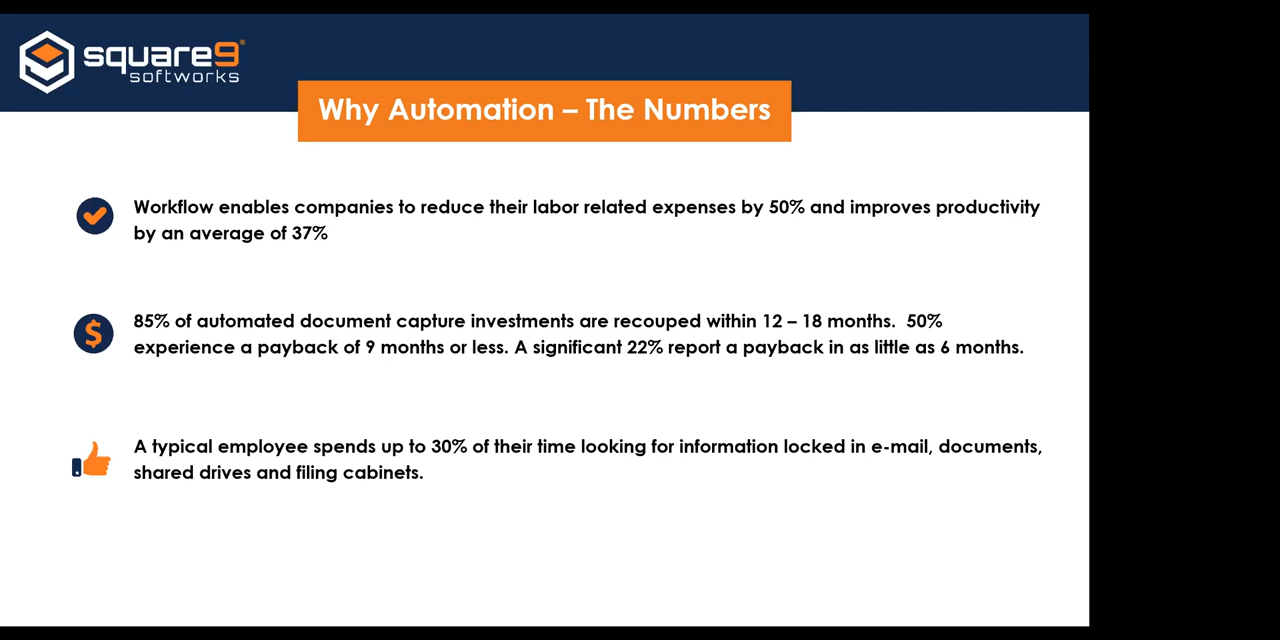 square9®
softworks
Why Automation – The Numbers
Workflow enables companies to reduce their labor related expenses by 50% and improves productivity
by an average of 37%
85% of automated document capture investments are recouped within 12 – 18 months.  50%
experience a payback of 9 months or less. A significant 22% report a payback in as little as 6 months.
A typical employee spends up to 30% of their time looking for information locked in e-mail, documents,
shared drives and filing cabinets.